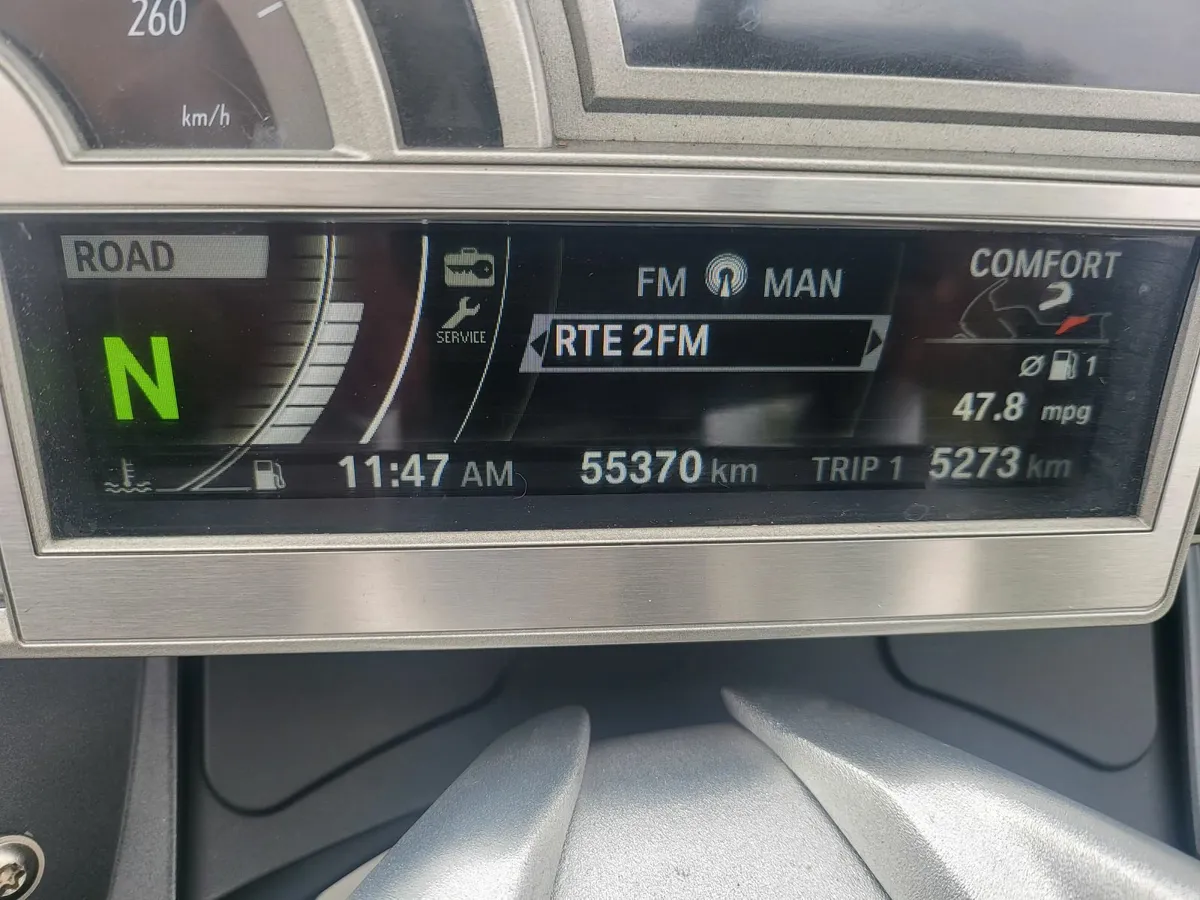 260
km/h
ROAD
COMFORT
FM MAN
SERVICE
RTE 2FM
N
Ø 1
47.8 mpg
11:47 AM 55370 km TRIP 1 5273 km